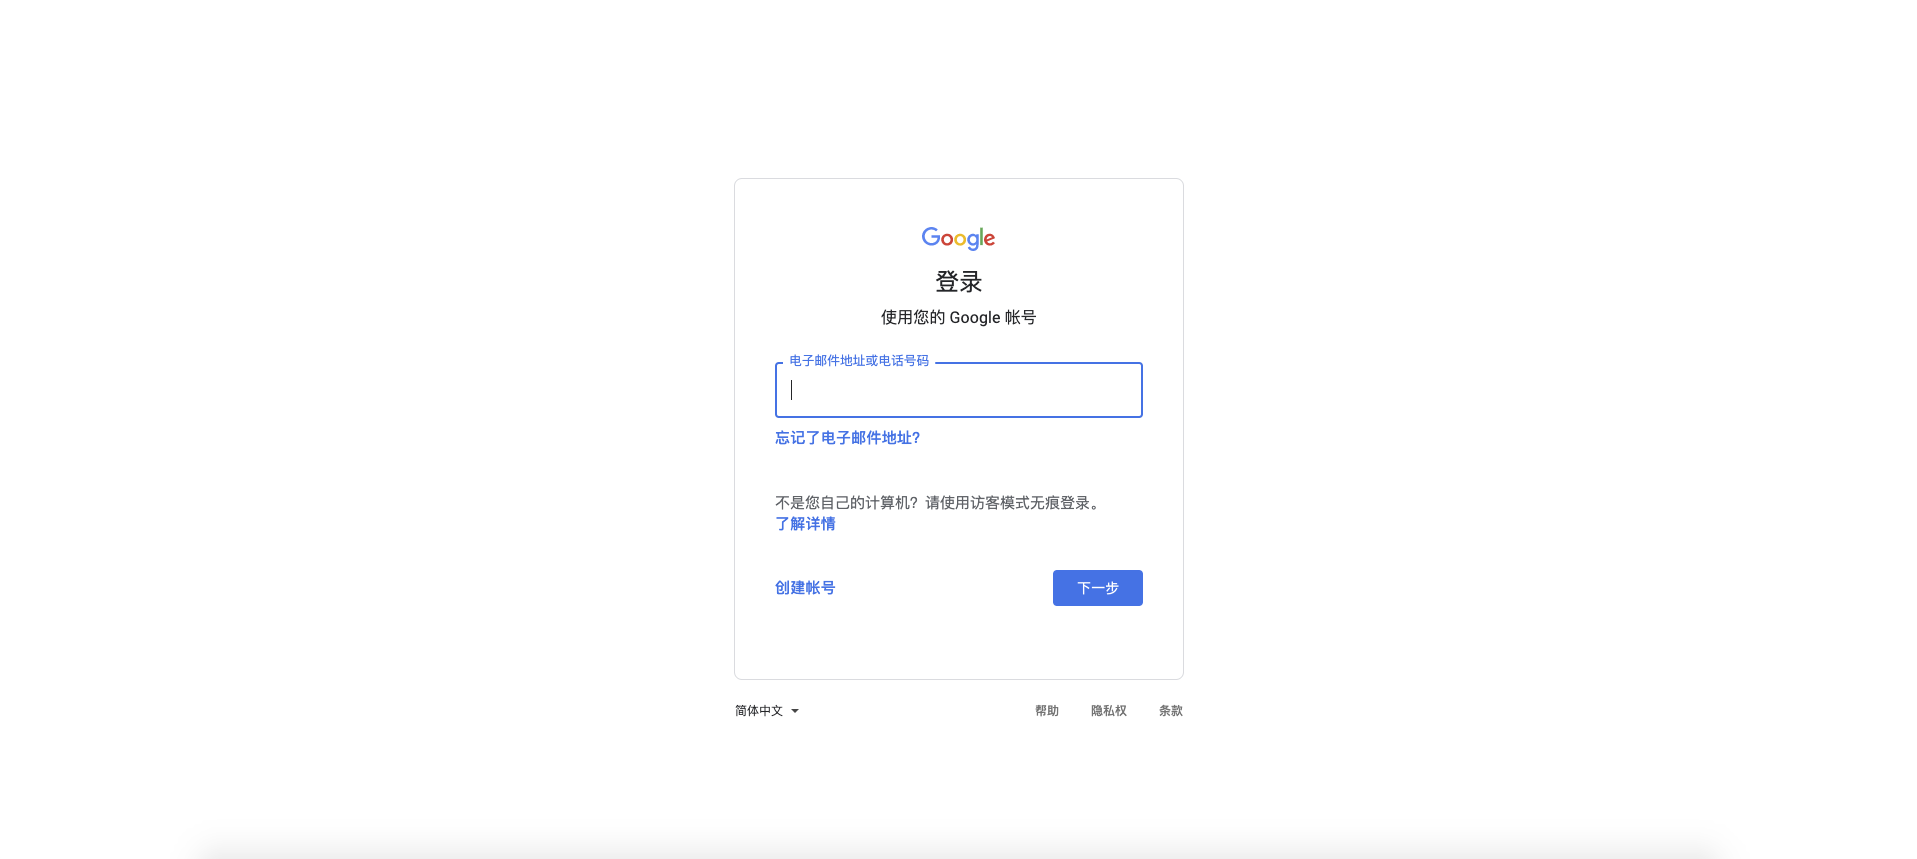 Google
登录
使用您的 Google 帐号
电子邮件地址或电话号码
忘记了电子邮件地址?
不是您自己的计算机？请使用访客模式无痕登录。
了解详情
创建帐号
下一步
简体中文
帮助
隐私权
条款